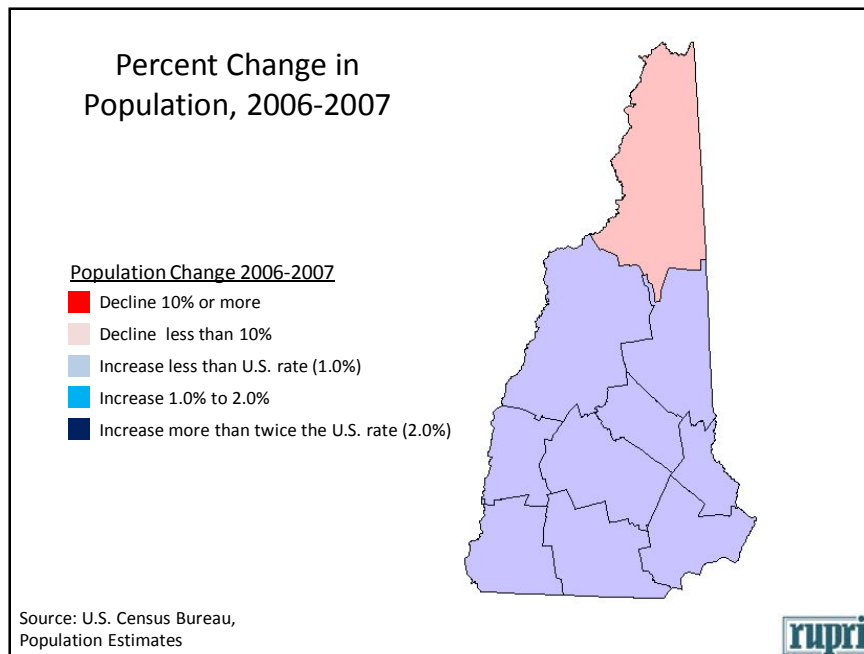 Percent Change in
Population, 2006-2007
Population Change 2006-2007
Decline 10% or more
Decline less than 10%
Increase less than U.S. rate (1.0%)
Increase 1.0% to 2.0%
Increase more than twice the U.S. rate (2.0%)
Source: U.S. Census Bureau,
Population Estimates
rupri